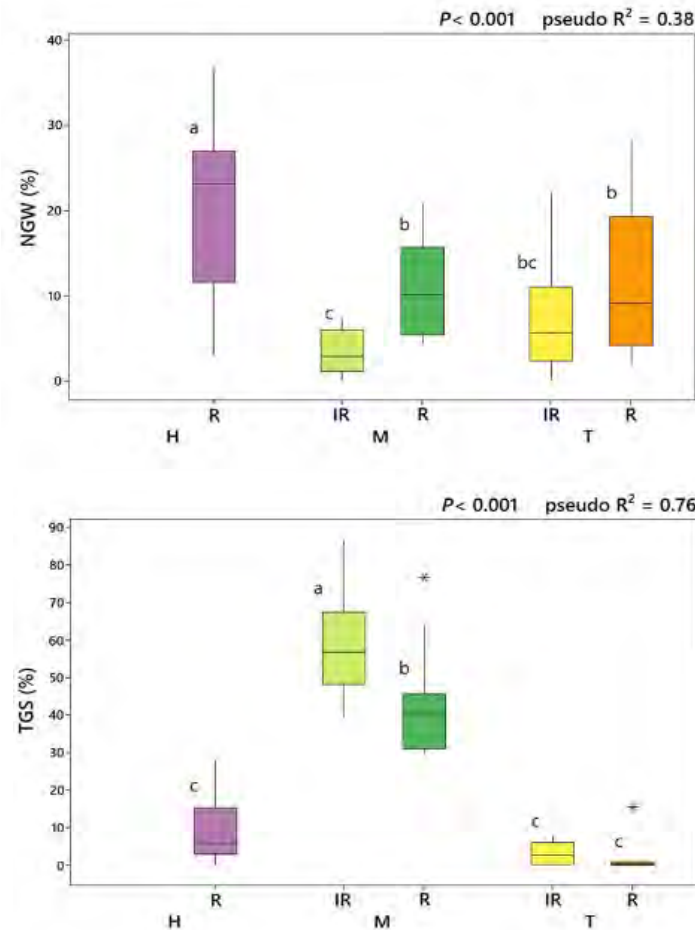 P< 0.001 pseudo R² = 0.38
40
30
20
10
0
NGW (%)
a
c
b
bc
b
R IR R IR R
H M T
P< 0.001 pseudo R² = 0.76
90
80
70
60
50
40
30
20
10
0
TGS (%)
c
a
b
*
c
c
*
R IR R IR R
H M T